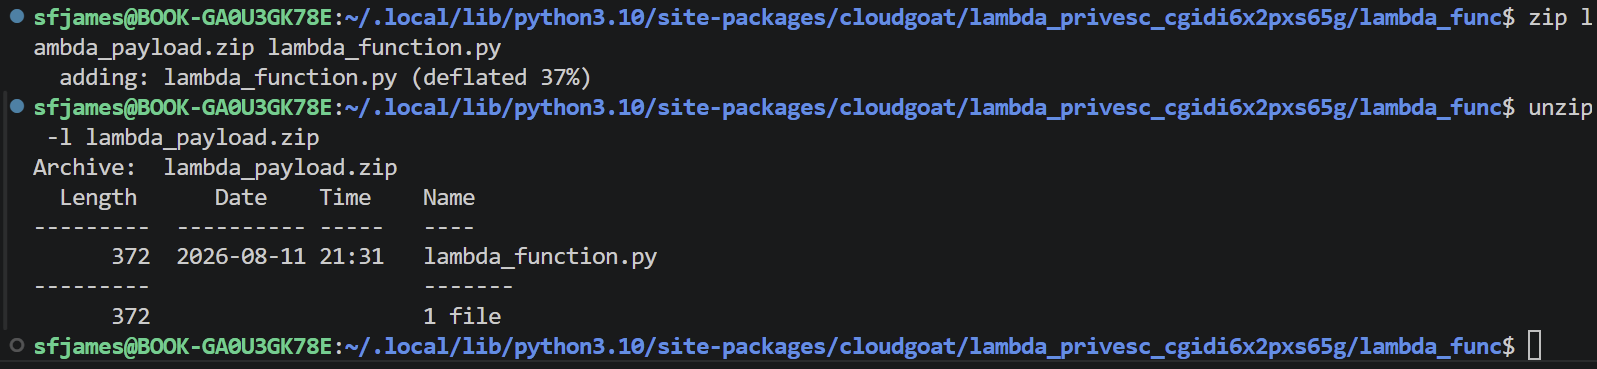 sfjames@BOOK-GA0U3GK78E:~/.local/lib/python3.10/site-packages/cloudgoat/lambda_privesc_cgidi6x2pxs65g/lambda_func$ zip l
ambda_payload.zip lambda_function.py
  adding: lambda_function.py (deflated 37%)
sfjames@BOOK-GA0U3GK78E:~/.local/lib/python3.10/site-packages/cloudgoat/lambda_privesc_cgidi6x2pxs65g/lambda_func$ unzip
 -l lambda_payload.zip
Archive:  lambda_payload.zip
  Length      Date    Time    Name
---------  ---------- -----   ----
      372  2026-08-11 21:31   lambda_function.py
---------                     -------
      372                     1 file
sfjames@BOOK-GA0U3GK78E:~/.local/lib/python3.10/site-packages/cloudgoat/lambda_privesc_cgidi6x2pxs65g/lambda_func$